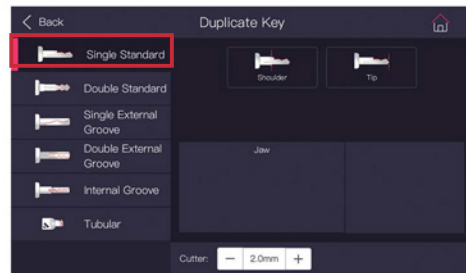 Back
Duplicate Key
Single Standard
Double Standard
Single External
Groove
Double External
Groove
Internal Groove
Tubular
Shoulder
Tip
Jaw
Cutter: − 2.0mm +